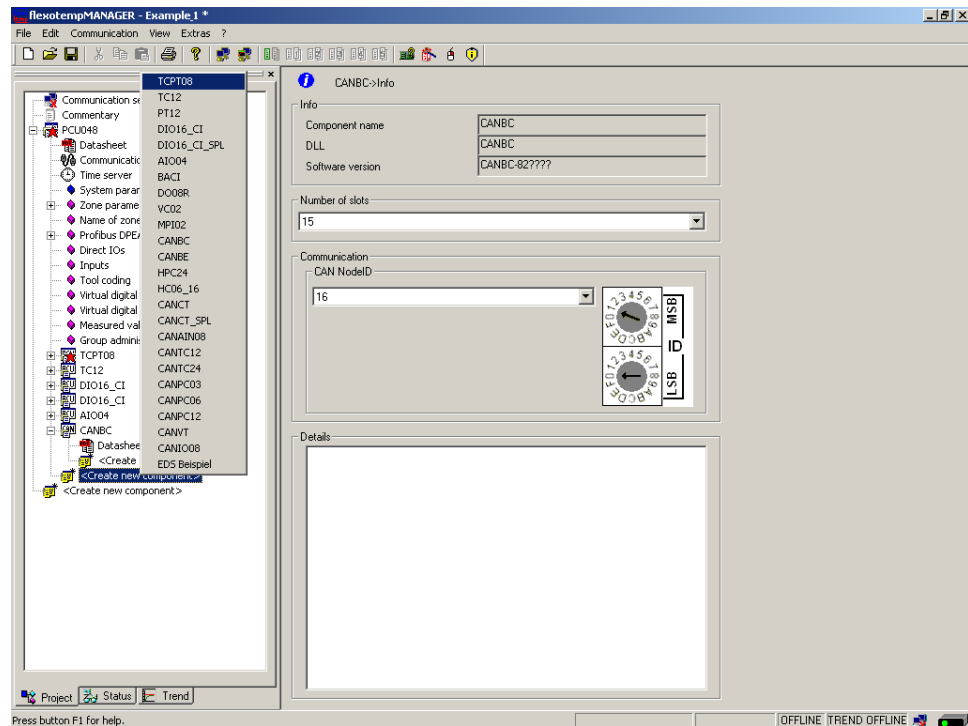 flexotempMANAGER - Example_1 *
File Edit Communication View Extras ?
Communication se
Commentary
PCU048
Datasheet
Communicatio
Time server
System parar
Zone parame
Name of zone
Profibus DPE/
Direct IOs
Inputs
Tool coding
Virtual digital
Virtual digital
Measured val
Group adminis
TCPT08
TC12
DIO16_CI
DIO16_CI
AIO04
CANBC
Datashee
<Create
<Create new component>
<Create new component>
TCPT08
TC12
PT12
DIO16_CI
DIO16_CI_SPL
AIO04
BACI
DO08R
VC02
MPI02
CANBC
CANBE
HPC24
HC06_16
CANCT
CANCT_SPL
CANAIN08
CANTC12
CANTC24
CANPC03
CANPC06
CANPC12
CANVT
CANIO08
EDS Beispiel
CANBC->Info
Info
Component name CANBC
DLL CANBC
Software version CANBC-82????
Number of slots
15
Communication
CAN NodeID
16
0123456789ABCDEF
MSB
ID
0123456789ABCDEF
LSB
Details
Project Status Trend
Press button F1 for help.
OFFLINE TREND OFFLINE